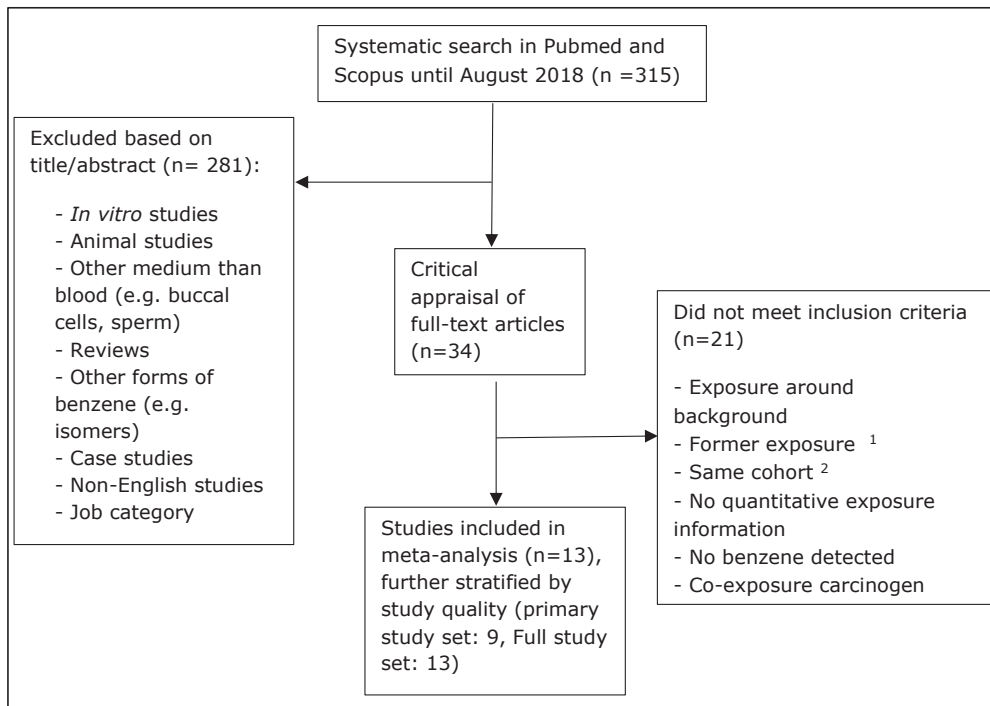 Systematic search in Pubmed and
Scopus until August 2018 (n =315)
Excluded based on
title/abstract (n= 281):
- In vitro studies
- Animal studies
- Other medium than
blood (e.g. buccal
cells, sperm)
- Reviews
- Other forms of
benzene (e.g.
isomers)
- Case studies
- Non-English studies
- Job category
Critical
appraisal of
full-text articles
(n=34)
Did not meet inclusion criteria
(n=21)
- Exposure around
background
- Former exposure 1
- Same cohort 2
- No quantitative exposure
information
- No benzene detected
- Co-exposure carcinogen
Studies included in
meta-analysis (n=13),
further stratified by
study quality (primary
study set: 9, Full study
set: 13)